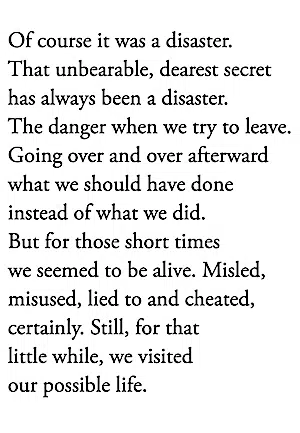 Of course it was a disaster.
That unbearable, dearest secret
has always been a disaster.
The danger when we try to leave.
Going over and over afterward
what we should have done
instead of what we did.
But for those short times
we seemed to be alive. Misled,
misused, lied to and cheated,
certainly. Still, for that
little while, we visited
our possible life.